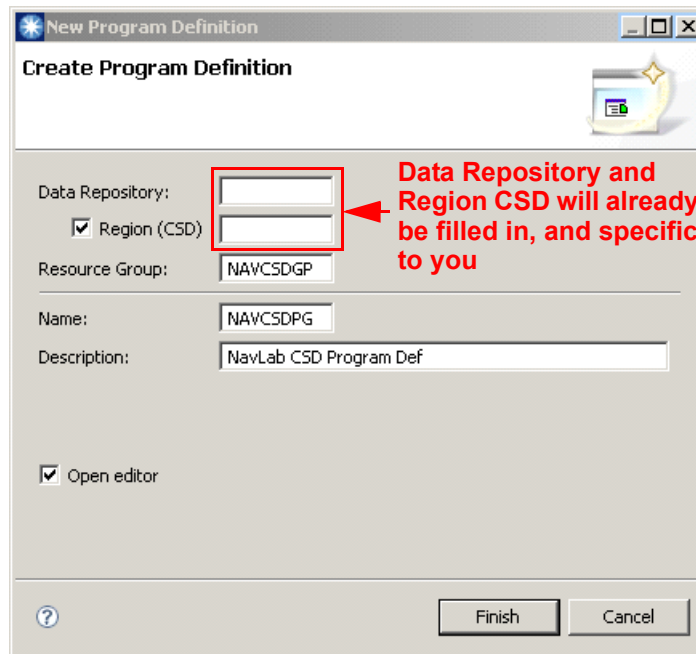 New Program Definition
Create Program Definition
Data Repository:
Region (CSD)
Data Repository and
Region CSD will already
be filled in, and specific
to you
Resource Group:
NAVCSDGP
Name:
NAVCSDPG
Description:
NavLab CSD Program Def
Open editor
?
Finish
Cancel